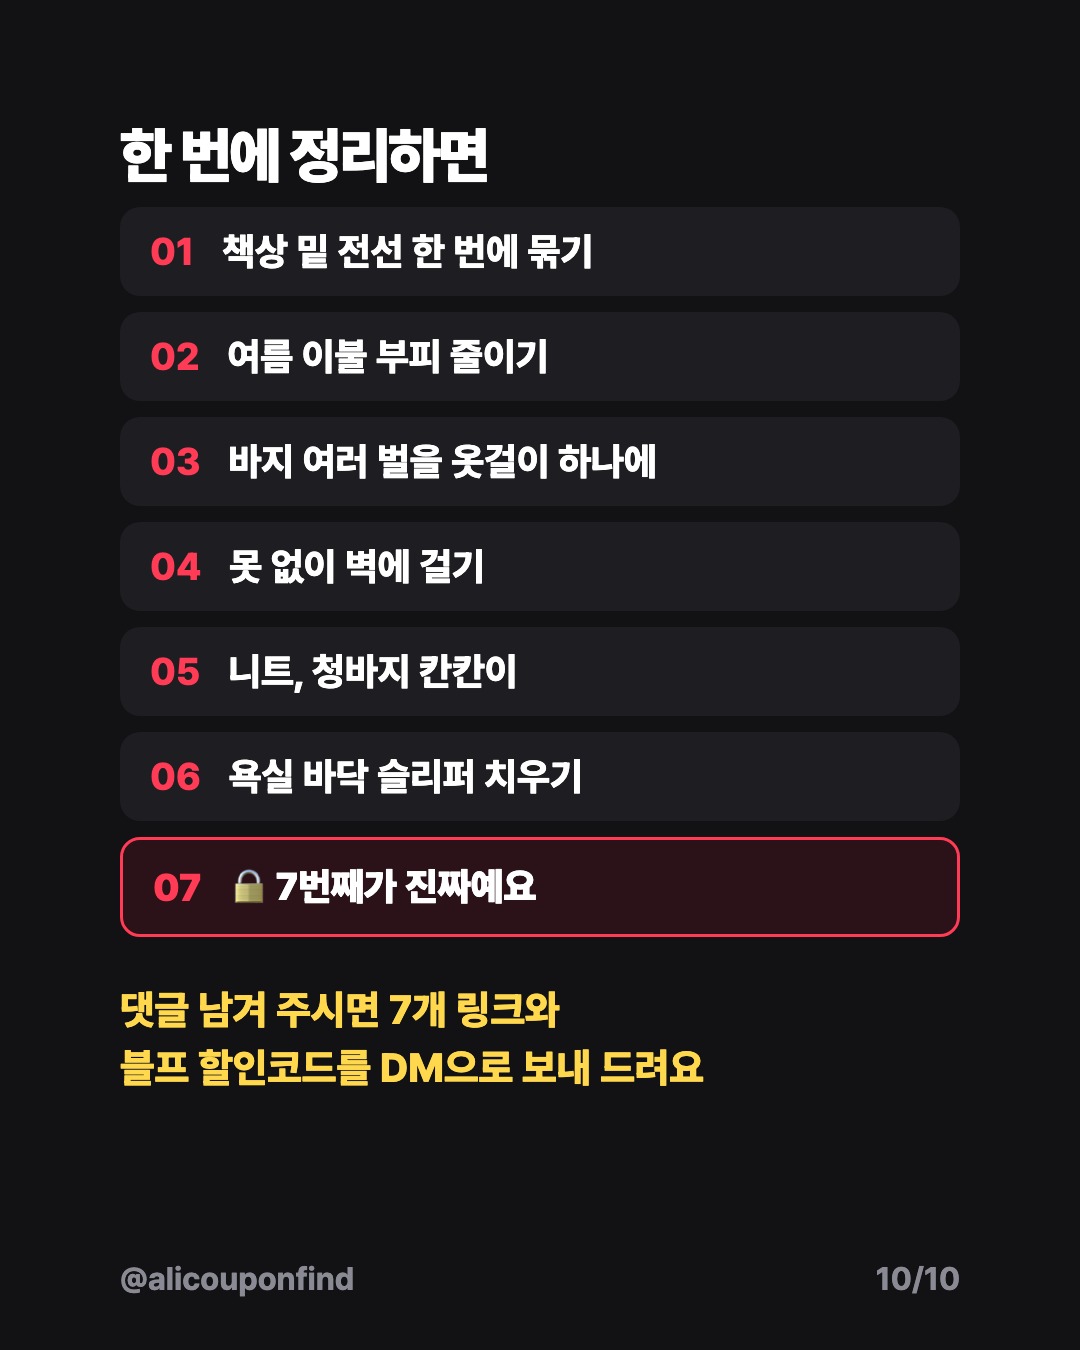 한 번에 정리하면
01 책상 밑 전선 한 번에 묶기
02 여름 이불 부피 줄이기
03 바지 여러 벌을 옷걸이 하나에
04 못 없이 벽에 걸기
05 니트, 청바지 칸칸이
06 욕실 바닥 슬리퍼 치우기
07 🔒 7번째가 진짜예요
댓글 남겨 주시면 7개 링크와
블프 할인코드를 DM으로 보내 드려요
@alicouponfind 10/10